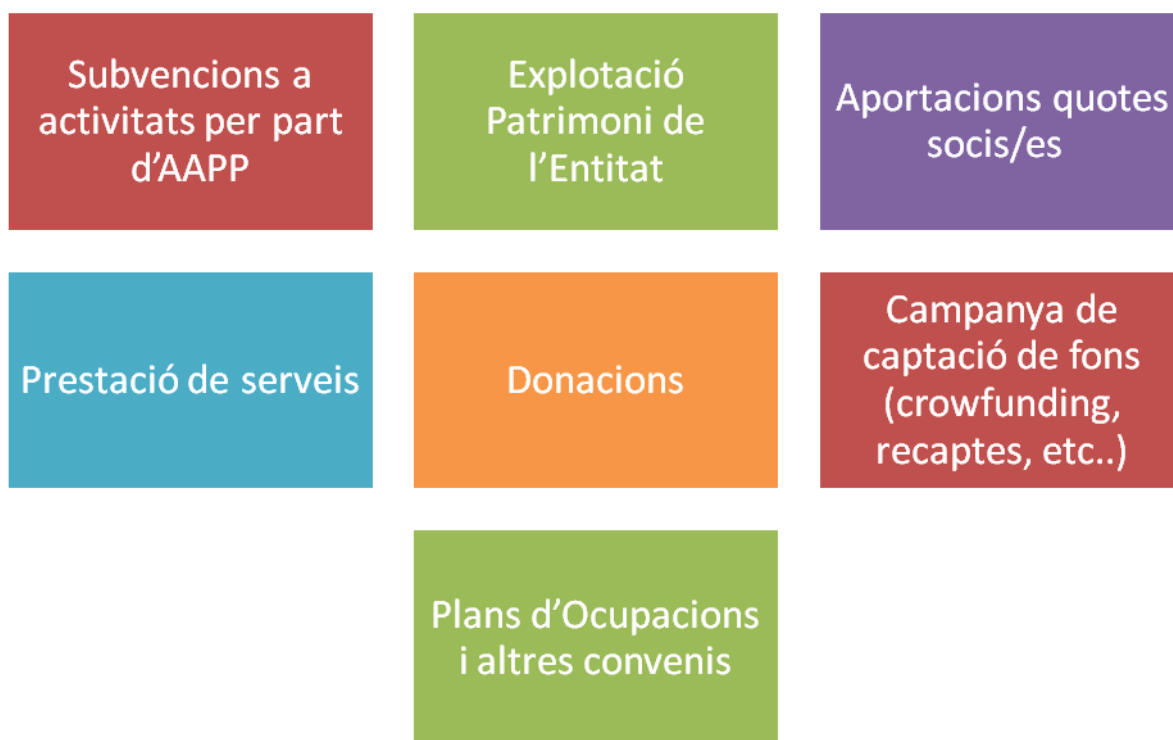 Subvencions a
activitats per part
d'AAPP
Explotació
Patrimoni de
l'Entitat
Aportacions quotes
socis/es
Prestació de serveis
Donacions
Campanya de
captació de fons
(crowfunding,
recaptes, etc..)
Plans d'Ocupacions
i altres convenis